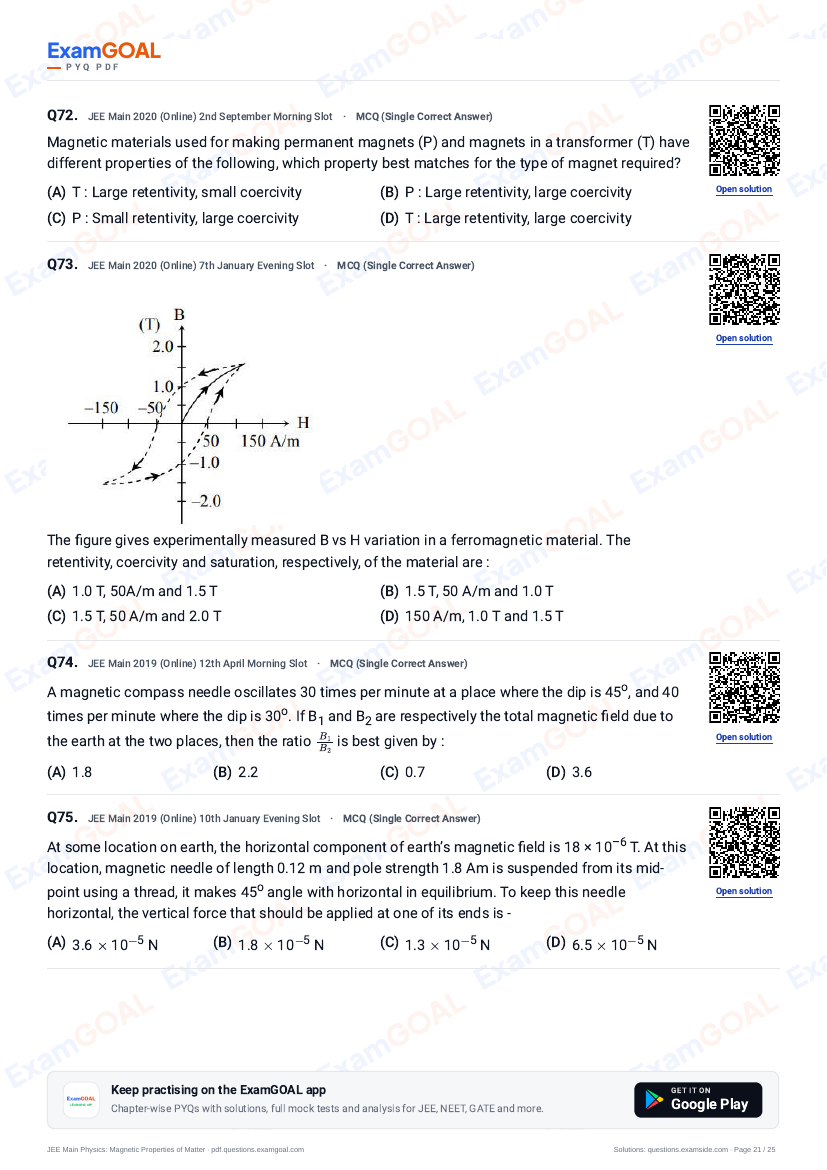 ExamGOAL
PYQ PDF
Q72. JEE Main 2020 (Online) 2nd September Morning Slot · MCQ (Single Correct Answer)
Magnetic materials used for making permanent magnets (P) and magnets in a transformer (T) have
different properties of the following, which property best matches for the type of magnet required?
Open solution
(A) T : Large retentivity, small coercivity
(B) P : Large retentivity, large coercivity
(C) P : Small retentivity, large coercivity
(D) T : Large retentivity, large coercivity
Q73. JEE Main 2020 (Online) 7th January Evening Slot · MCQ (Single Correct Answer)
Open solution
B
(T)
2.0
1.0
−150 −50
H
50 150 A/m
−1.0
−2.0
The figure gives experimentally measured B vs H variation in a ferromagnetic material. The
retentivity, coercivity and saturation, respectively, of the material are :
(A) 1.0 T, 50A/m and 1.5 T
(B) 1.5 T, 50 A/m and 1.0 T
(C) 1.5 T, 50 A/m and 2.0 T
(D) 150 A/m, 1.0 T and 1.5 T
Q74. JEE Main 2019 (Online) 12th April Morning Slot · MCQ (Single Correct Answer)
A magnetic compass needle oscillates 30 times per minute at a place where the dip is 45°, and 40
times per minute where the dip is 30°. If B₁ and B₂ are respectively the total magnetic field due to
the earth at the two places, then the ratio B₁/B₂ is best given by :
Open solution
(A) 1.8
(B) 2.2
(C) 0.7
(D) 3.6
Q75. JEE Main 2019 (Online) 10th January Evening Slot · MCQ (Single Correct Answer)
At some location on earth, the horizontal component of earth's magnetic field is 18 × 10⁻⁶ T. At this
location, magnetic needle of length 0.12 m and pole strength 1.8 Am is suspended from its mid-
point using a thread, it makes 45° angle with horizontal in equilibrium. To keep this needle
horizontal, the vertical force that should be applied at one of its ends is -
Open solution
(A) 3.6 × 10⁻⁵ N
(B) 1.8 × 10⁻⁵ N
(C) 1.3 × 10⁻⁵ N
(D) 6.5 × 10⁻⁵ N
ExamGOAL
Keep practising on the ExamGOAL app
Chapter-wise PYQs with solutions, full mock tests and analysis for JEE, NEET, GATE and more.
GET IT ON
Google Play
JEE Main Physics: Magnetic Properties of Matter · pdf.questions.examgoal.com
Solutions: questions.examside.com · Page 21 / 25